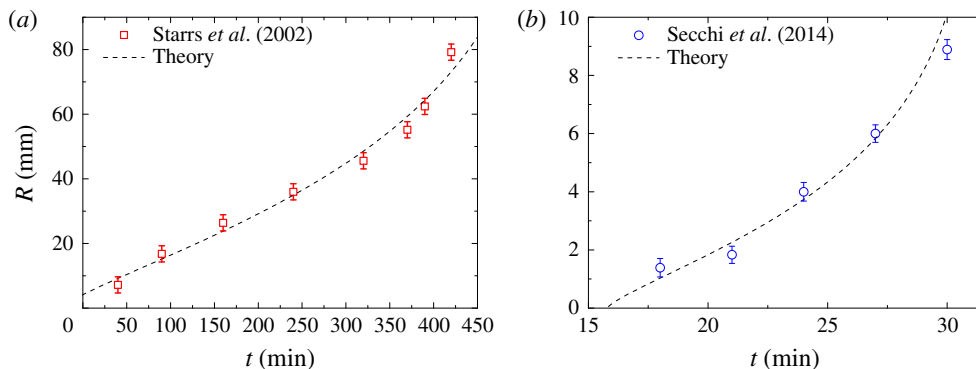 (a)
Starrs et al. (2002)
Theory
80
60
40
20
0
50 100 150 200 250 300 350 400 450
R (mm)
t (min)
(b)
Secchi et al. (2014)
Theory
10
8
6
4
2
0
15 20 25 30
t (min)